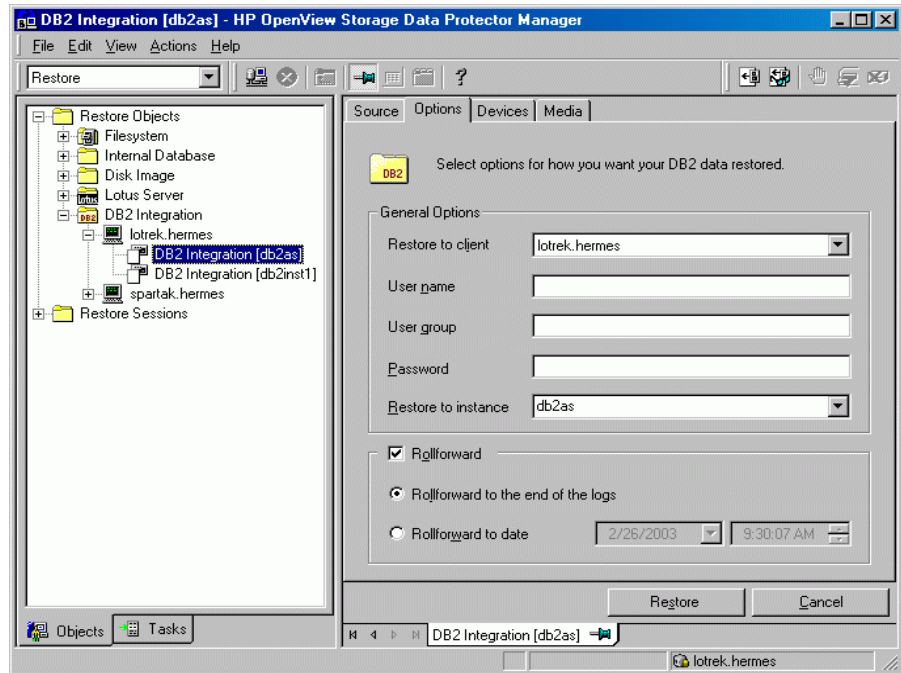 DB2 Integration [db2as] - HP OpenView Storage Data Protector Manager
File Edit View Actions Help
Restore
?
Restore Objects
Filesystem
Internal Database
Disk Image
Lotus
Lotus Server
DB2
DB2 Integration
lotrek.hermes
DB2 Integration [db2as]
DB2 Integration [db2inst1]
spartak.hermes
Restore Sessions
Objects Tasks
Source Options Devices Media
DB2
Select options for how you want your DB2 data restored.
General Options
Restore to client lotrek.hermes
User name
User group
Password
Restore to instance db2as
Rollforward
Rollforward to the end of the logs
Rollforward to date 2/26/2003 9:30:07 AM
Restore Cancel
DB2 Integration [db2as]
lotrek.hermes